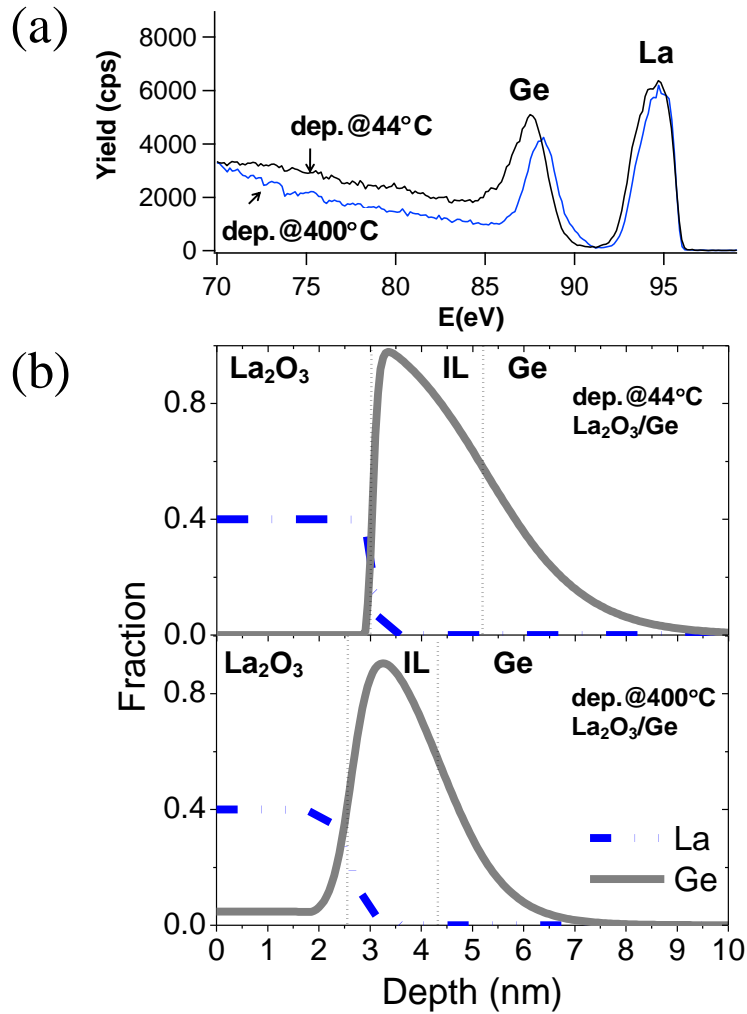 (a)
8000
6000
4000
2000
0
Yield (cps)
La
Ge
dep.@44°C
dep.@400°C
70 75 80 85 90 95
E(eV)
(b)
La₂O₃ IL Ge
dep.@44°C
La₂O₃/Ge
0.8
0.4
0.0
Fraction
La₂O₃ IL Ge
dep.@400°C
La₂O₃/Ge
0.8
0.4
0.0
La
Ge
0 1 2 3 4 5 6 7 8 9 10
Depth (nm)